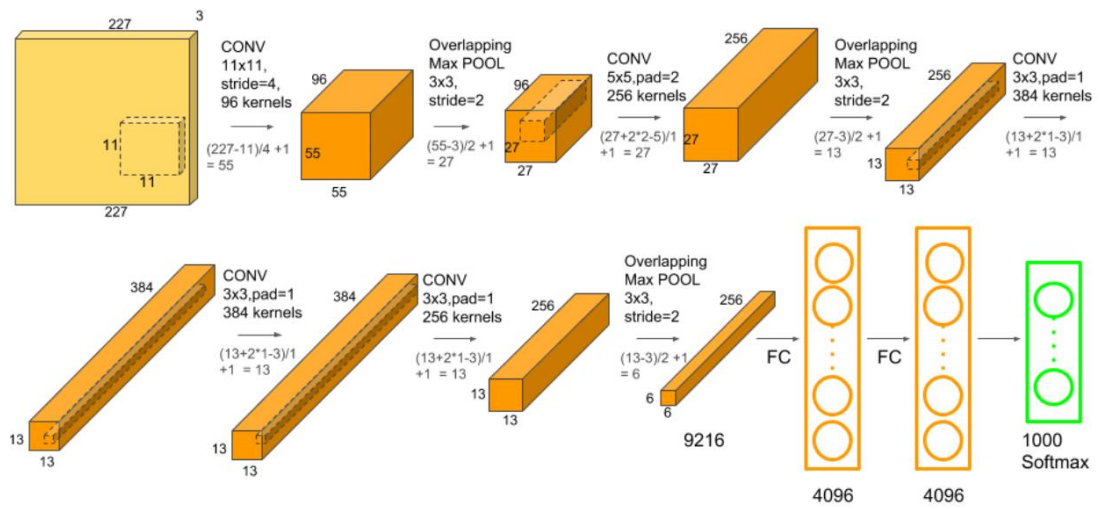 227
3
11
11
227
CONV
11x11,
stride=4,
96 kernels
(227-11)/4 +1
= 55
96
55
55
Overlapping
Max POOL
3x3,
stride=2
(55-3)/2 +1
= 27
96
27
27
CONV
5x5,pad=2
256 kernels
(27+2*2-5)/1
+1 = 27
256
27
27
Overlapping
Max POOL
3x3,
stride=2
(27-3)/2 +1
= 13
256
13
13
CONV
3x3,pad=1
384 kernels
(13+2*1-3)/1
+1 = 13
384
13
13
CONV
3x3,pad=1
384 kernels
(13+2*1-3)/1
+1 = 13
384
13
13
CONV
3x3,pad=1
256 kernels
(13+2*1-3)/1
+1 = 13
256
13
13
Overlapping
Max POOL
3x3,
stride=2
(13-3)/2 +1
= 6
256
6
6
9216
FC
4096
FC
4096
1000
Softmax